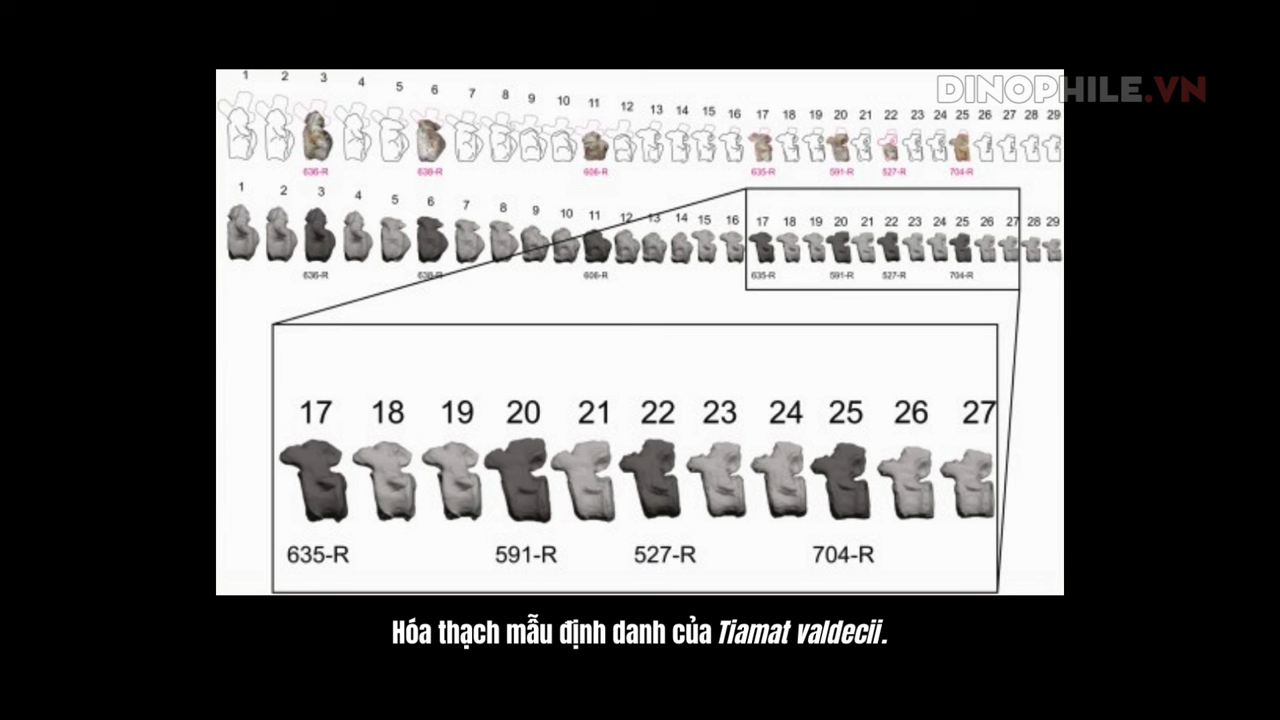 DINOPHILE.VN
1 2 3 4 5 6 7 8 9 10 11 12 13 14 15 16 17 18 19 20 21 22 23 24 25 26 27 28 29
636-R 638-R 606-R 635-R 591-R 527-R 704-R
1 2 3 4 5 6 7 8 9 10 11 12 13 14 15 16 17 18 19 20 21 22 23 24 25 26 27 28 29
636-R 638-R 606-R 635-R 591-R 527-R 704-R
17 18 19 20 21 22 23 24 25 26 27
635-R 591-R 527-R 704-R
Hóa thạch mẫu định danh của Tiamat valdecii.